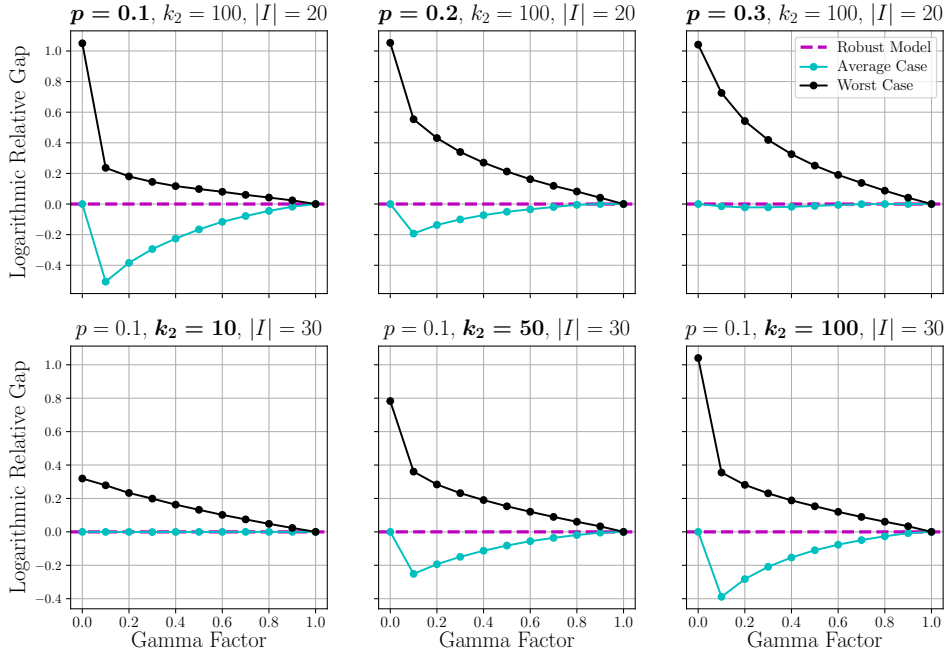 p = 0.1, k₂ = 100, |I| = 20
p = 0.2, k₂ = 100, |I| = 20
p = 0.3, k₂ = 100, |I| = 20
Logarithmic Relative Gap
1.0
0.8
0.6
0.4
0.2
0.0
−0.2
−0.4
Robust Model
Average Case
Worst Case
p = 0.1, k₂ = 10, |I| = 30
p = 0.1, k₂ = 50, |I| = 30
p = 0.1, k₂ = 100, |I| = 30
Logarithmic Relative Gap
1.0
0.8
0.6
0.4
0.2
0.0
−0.2
−0.4
0.0 0.2 0.4 0.6 0.8 1.0
Gamma Factor
0.0 0.2 0.4 0.6 0.8 1.0
Gamma Factor
0.0 0.2 0.4 0.6 0.8 1.0
Gamma Factor